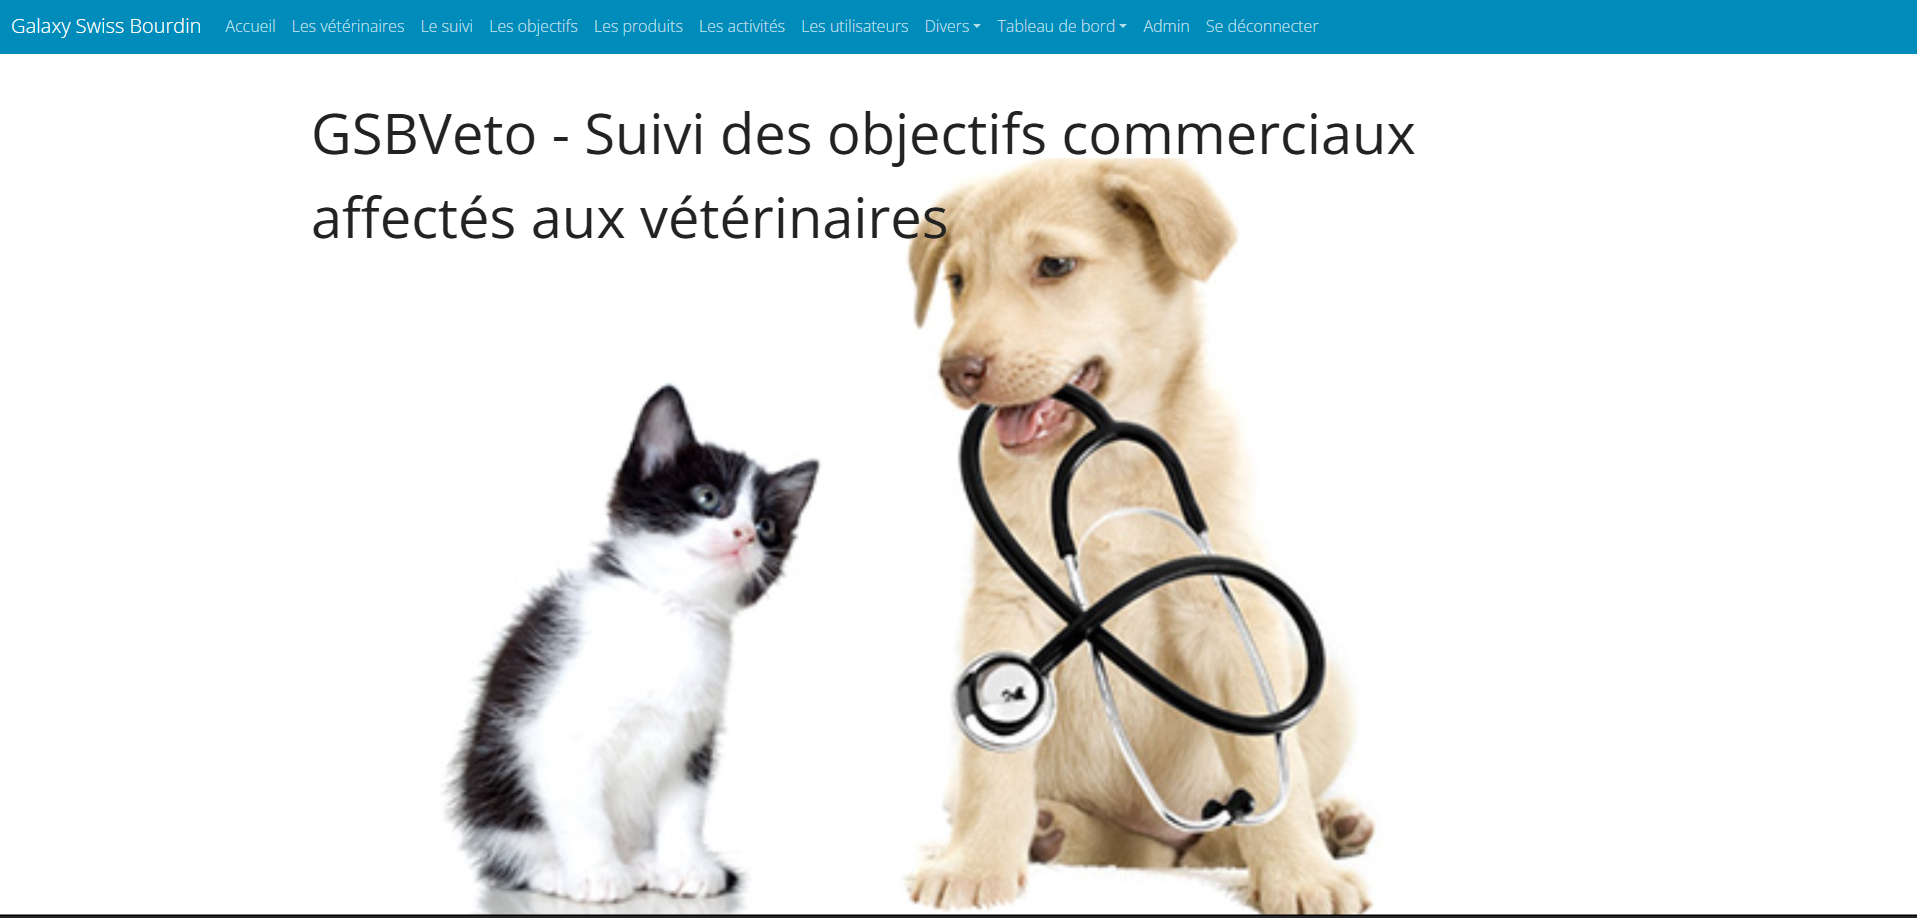 Galaxy Swiss Bourdin Accueil Les vétérinaires Le suivi Les objectifs Les produits Les activités Les utilisateurs Divers Tableau de bord Admin Se déconnecter
GSBVeto - Suivi des objectifs commerciaux
affectés aux vétérinaires